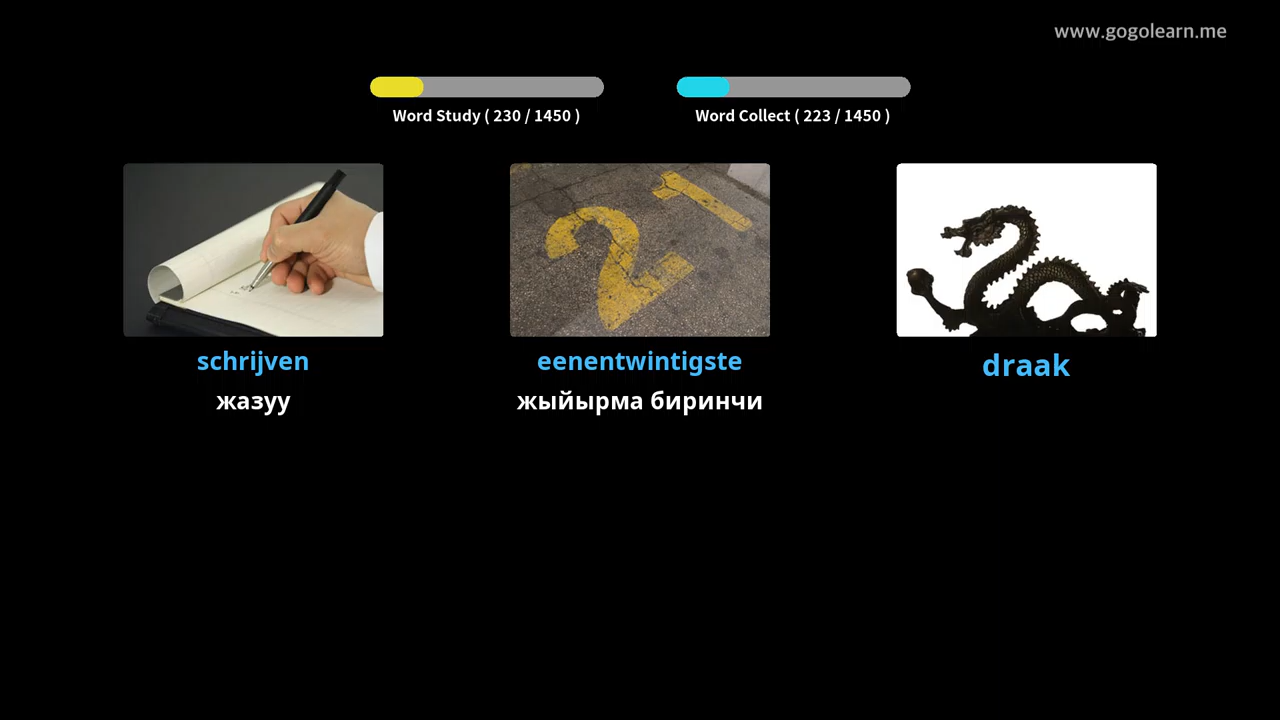 www.gogolearn.me
Word Study ( 230 / 1450 )
Word Collect ( 223 / 1450 )
21
schrijven
eenentwintigste
draak
жазуу
жыйырма биринчи